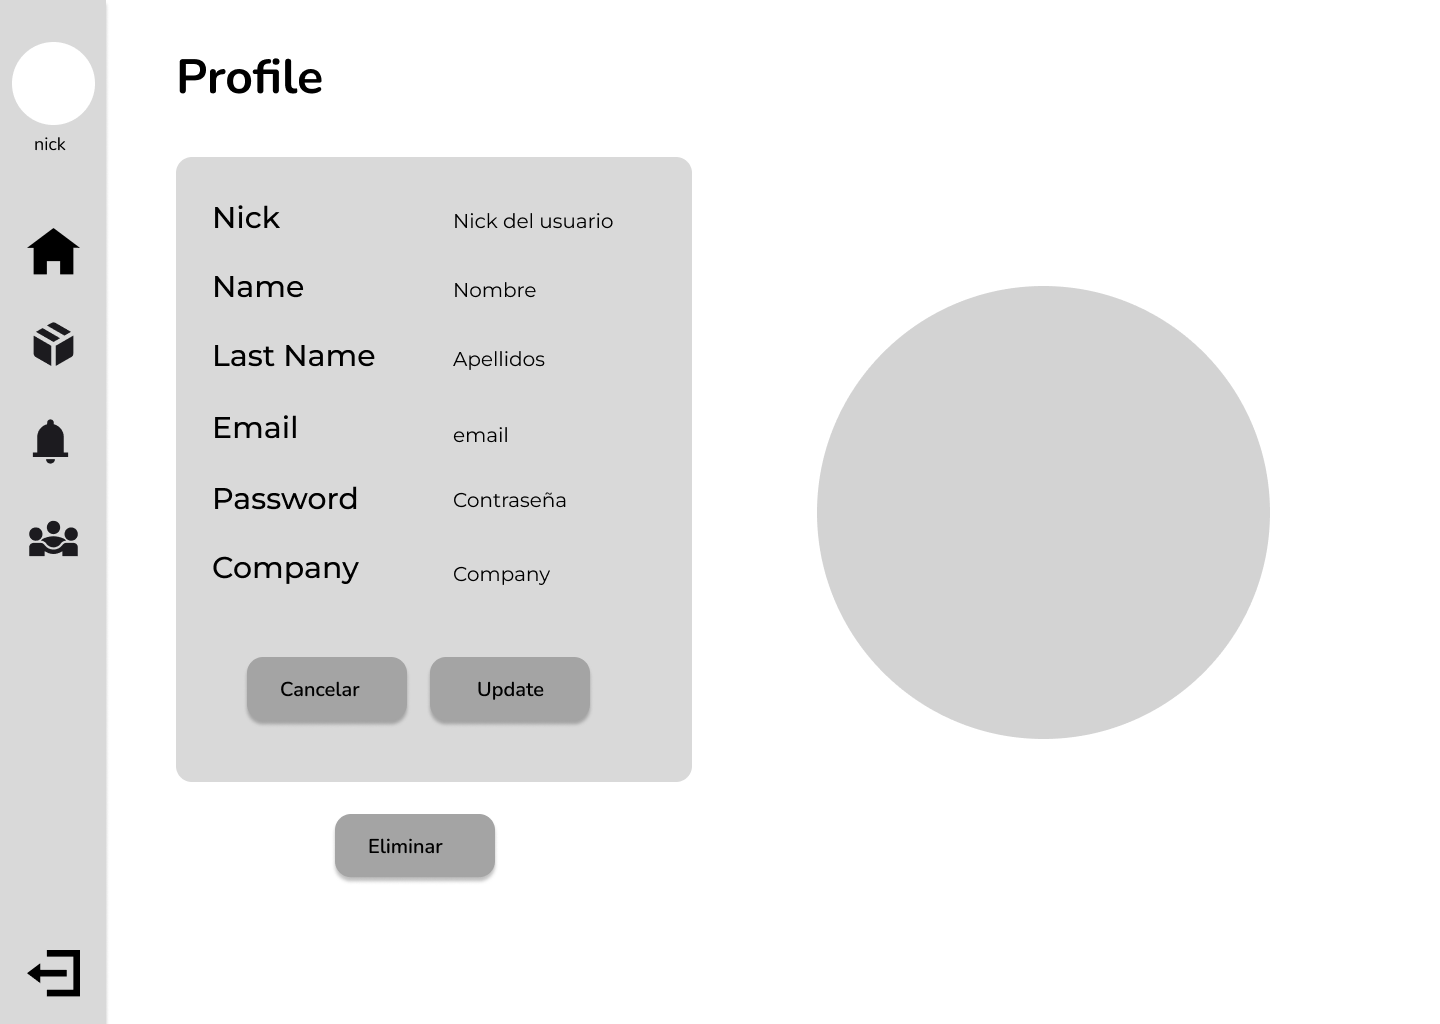 Profile
nick
Nick Nick del usuario
Name Nombre
Last Name Apellidos
Email email
Password Contraseña
Company Company
Cancelar Update
Eliminar